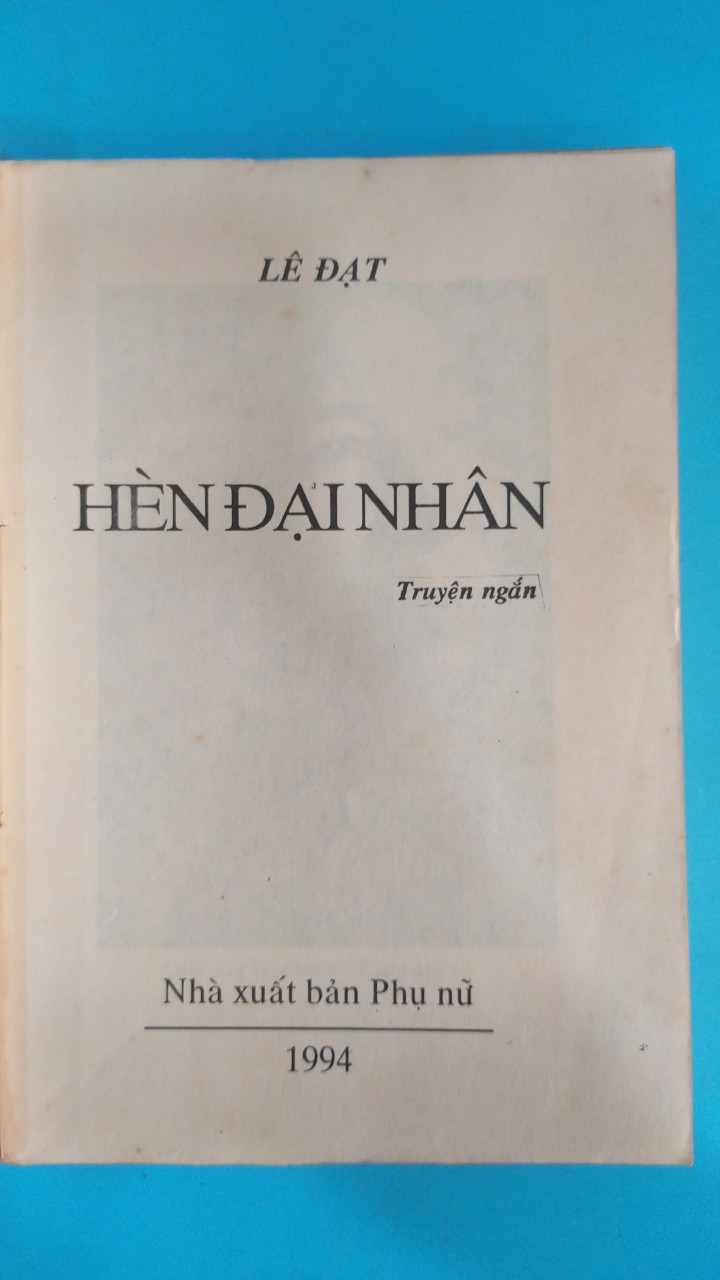 LÊ ĐẠT
HÈN ĐẠI NHÂN
Truyện ngắn
Nhà xuất bản Phụ nữ
1994